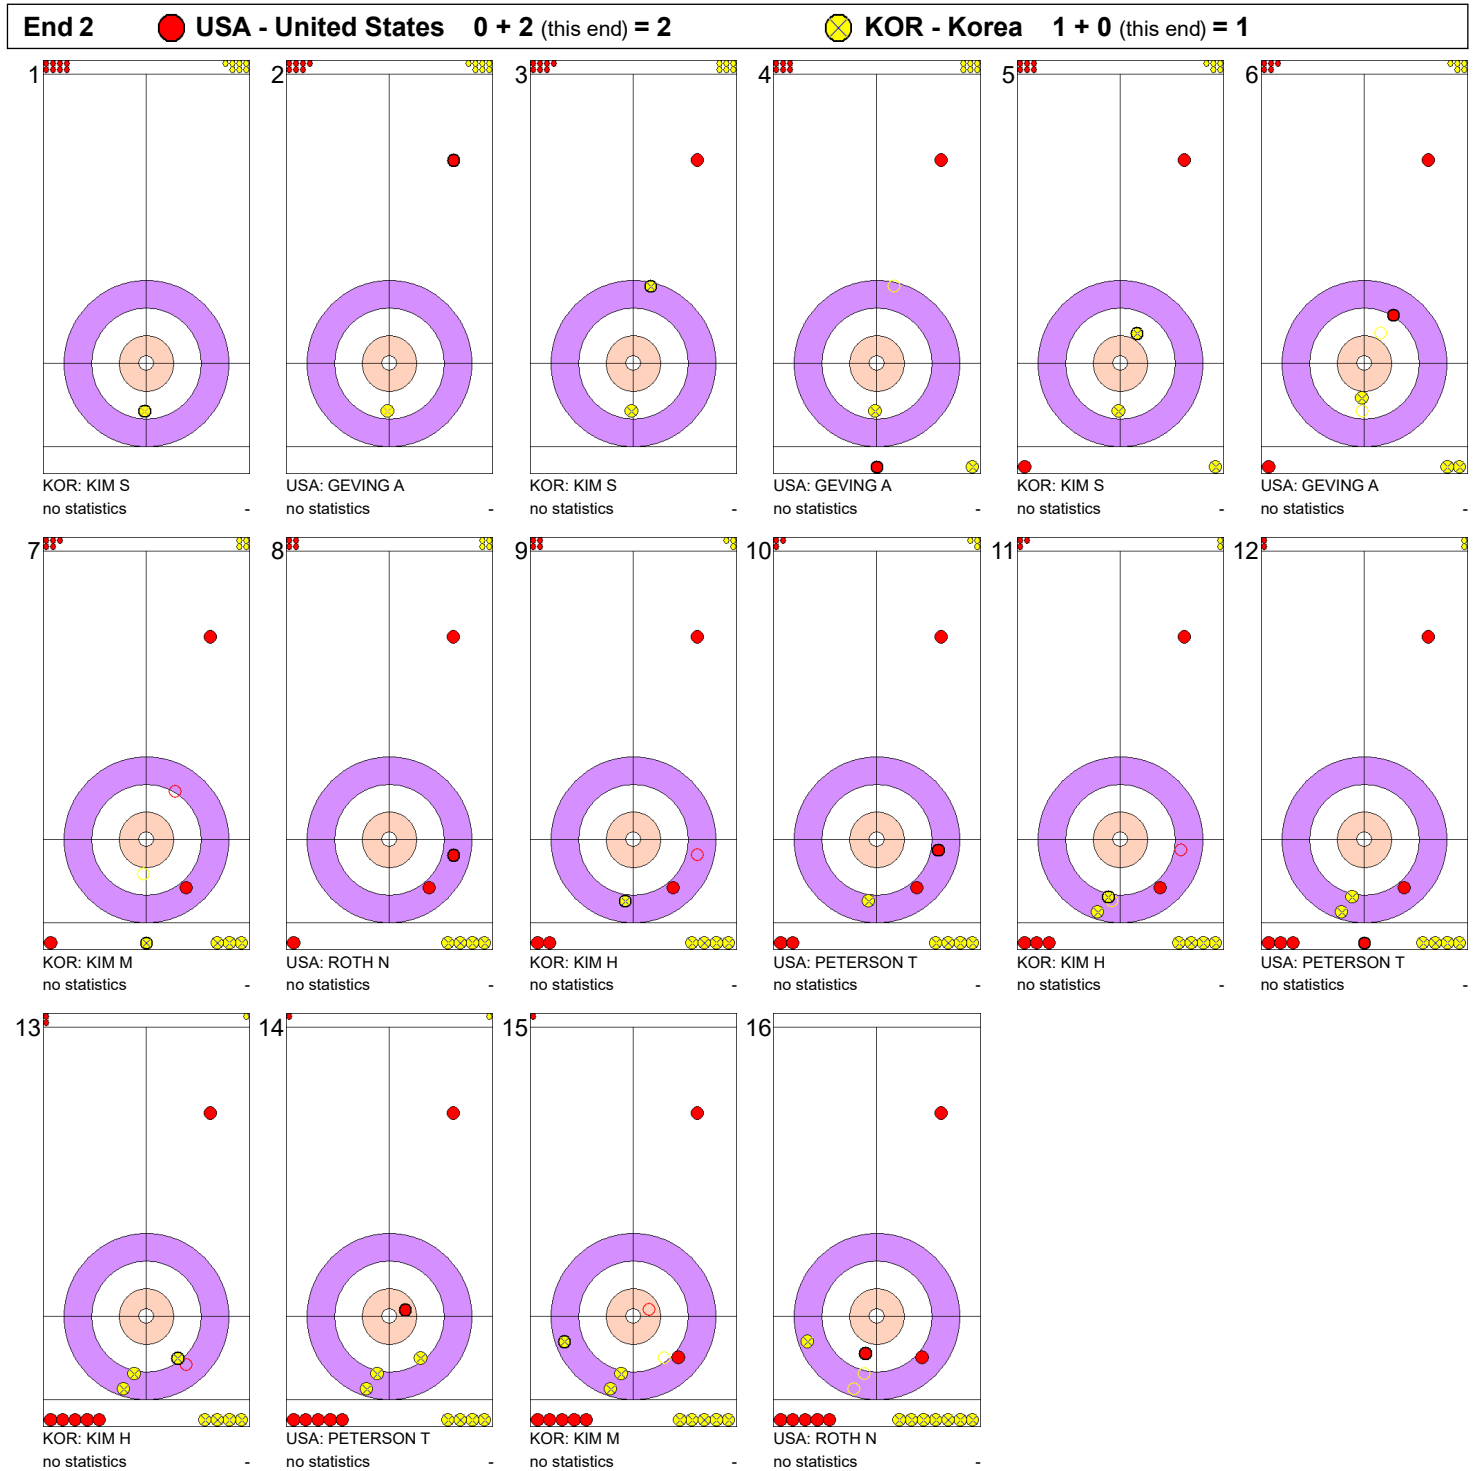 End 2 USA - United States 0 + 2 (this end) = 2 KOR - Korea 1 + 0 (this end) = 1
1 2 3 4 5 6
KOR: KIM S USA: GEVING A KOR: KIM S USA: GEVING A KOR: KIM S USA: GEVING A
no statistics - no statistics - no statistics - no statistics - no statistics - no statistics -
7 8 9 10 11 12
KOR: KIM M USA: ROTH N KOR: KIM H USA: PETERSON T KOR: KIM H USA: PETERSON T
no statistics - no statistics - no statistics - no statistics - no statistics - no statistics -
13 14 15 16
KOR: KIM H USA: PETERSON T KOR: KIM M USA: ROTH N
no statistics - no statistics - no statistics - no statistics -